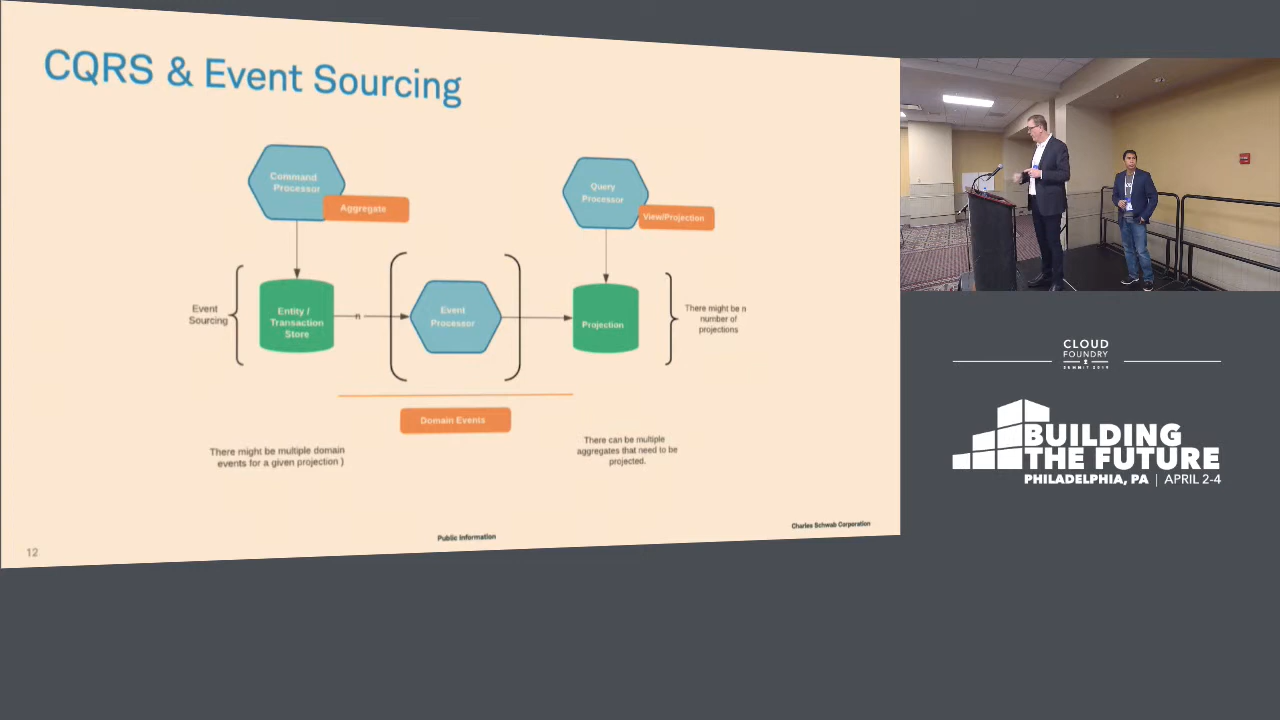 CQRS & Event Sourcing
Command
Processor
Aggregate
Query
Processor
View/Projection
Event
Sourcing
Entity /
Transaction
Store
n
Event
Processor
Projection
There might be n
number of
projections
Domain Events
There might be multiple domain
events for a given projection )
There can be multiple
aggregates that need to be
projected.
Public Information
Charles Schwab Corporation
12
CLOUD
FOUNDRY
SUMMIT 2019
BUILDING
THE FUTURE
PHILADELPHIA, PA | APRIL 2-4